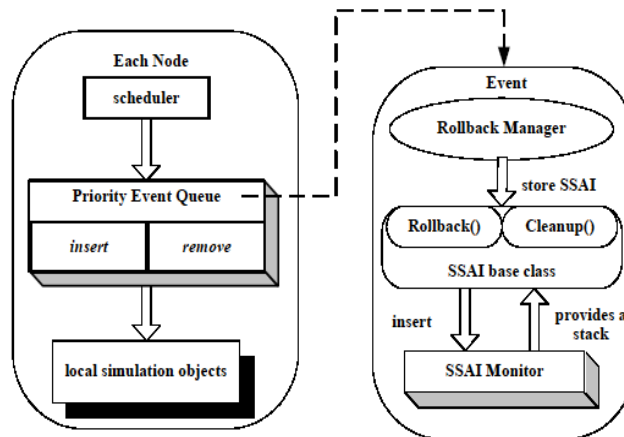 Each Node
scheduler
Priority Event Queue
insert
remove
local simulation objects
Event
Rollback Manager
store SSAI
Rollback()
Cleanup()
SSAI base class
insert
provides a
stack
SSAI Monitor